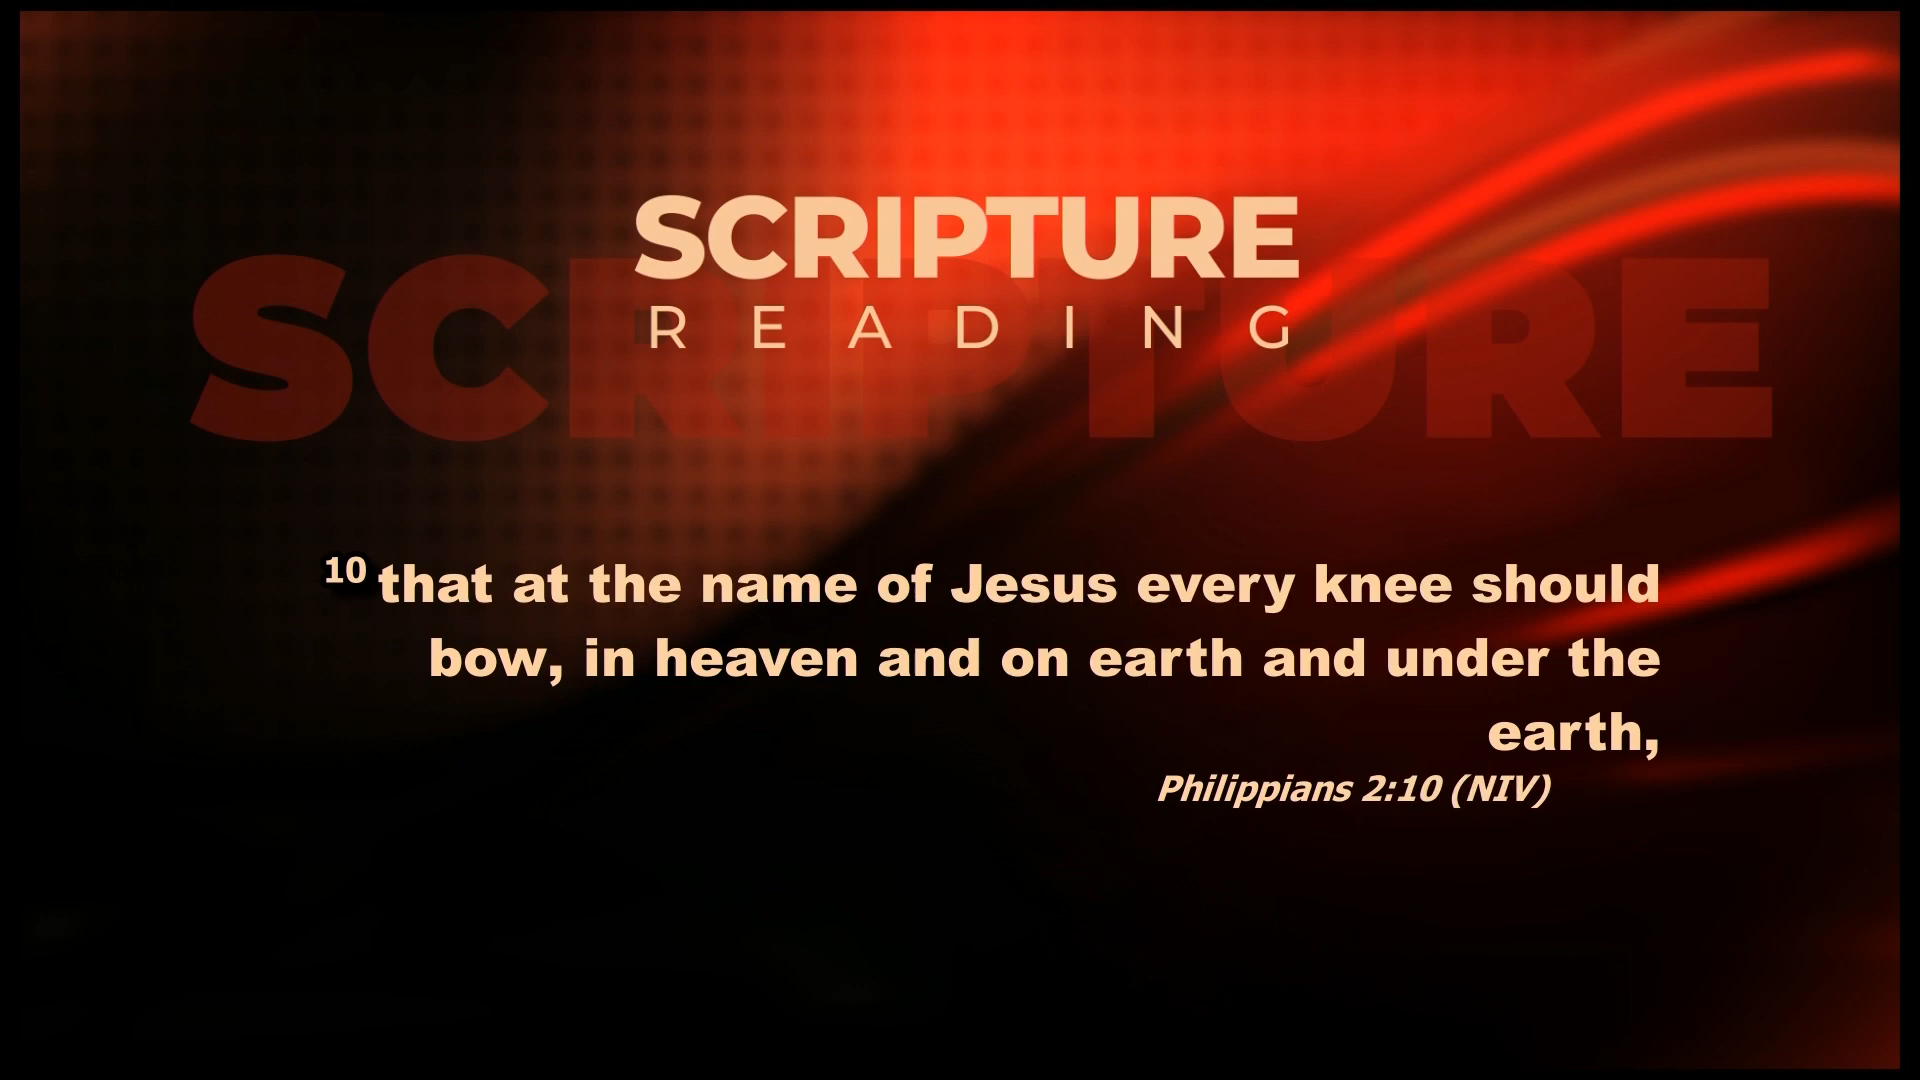 SCRIPTURE
SCRIPTURE
READING
10 that at the name of Jesus every knee should
bow, in heaven and on earth and under the
earth,
Philippians 2:10 (NIV)